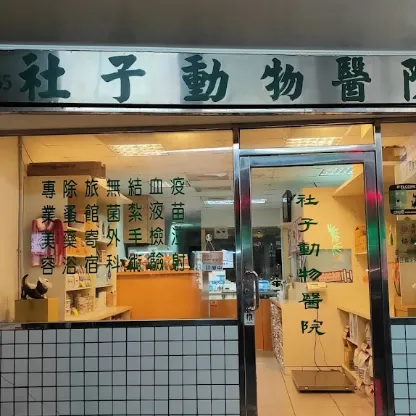 65
社子動物醫院
疫苗注射
血液檢驗
結紮手術
無菌外科
旅館寄宿
除蚤藥浴
專業美容
社子動物醫院